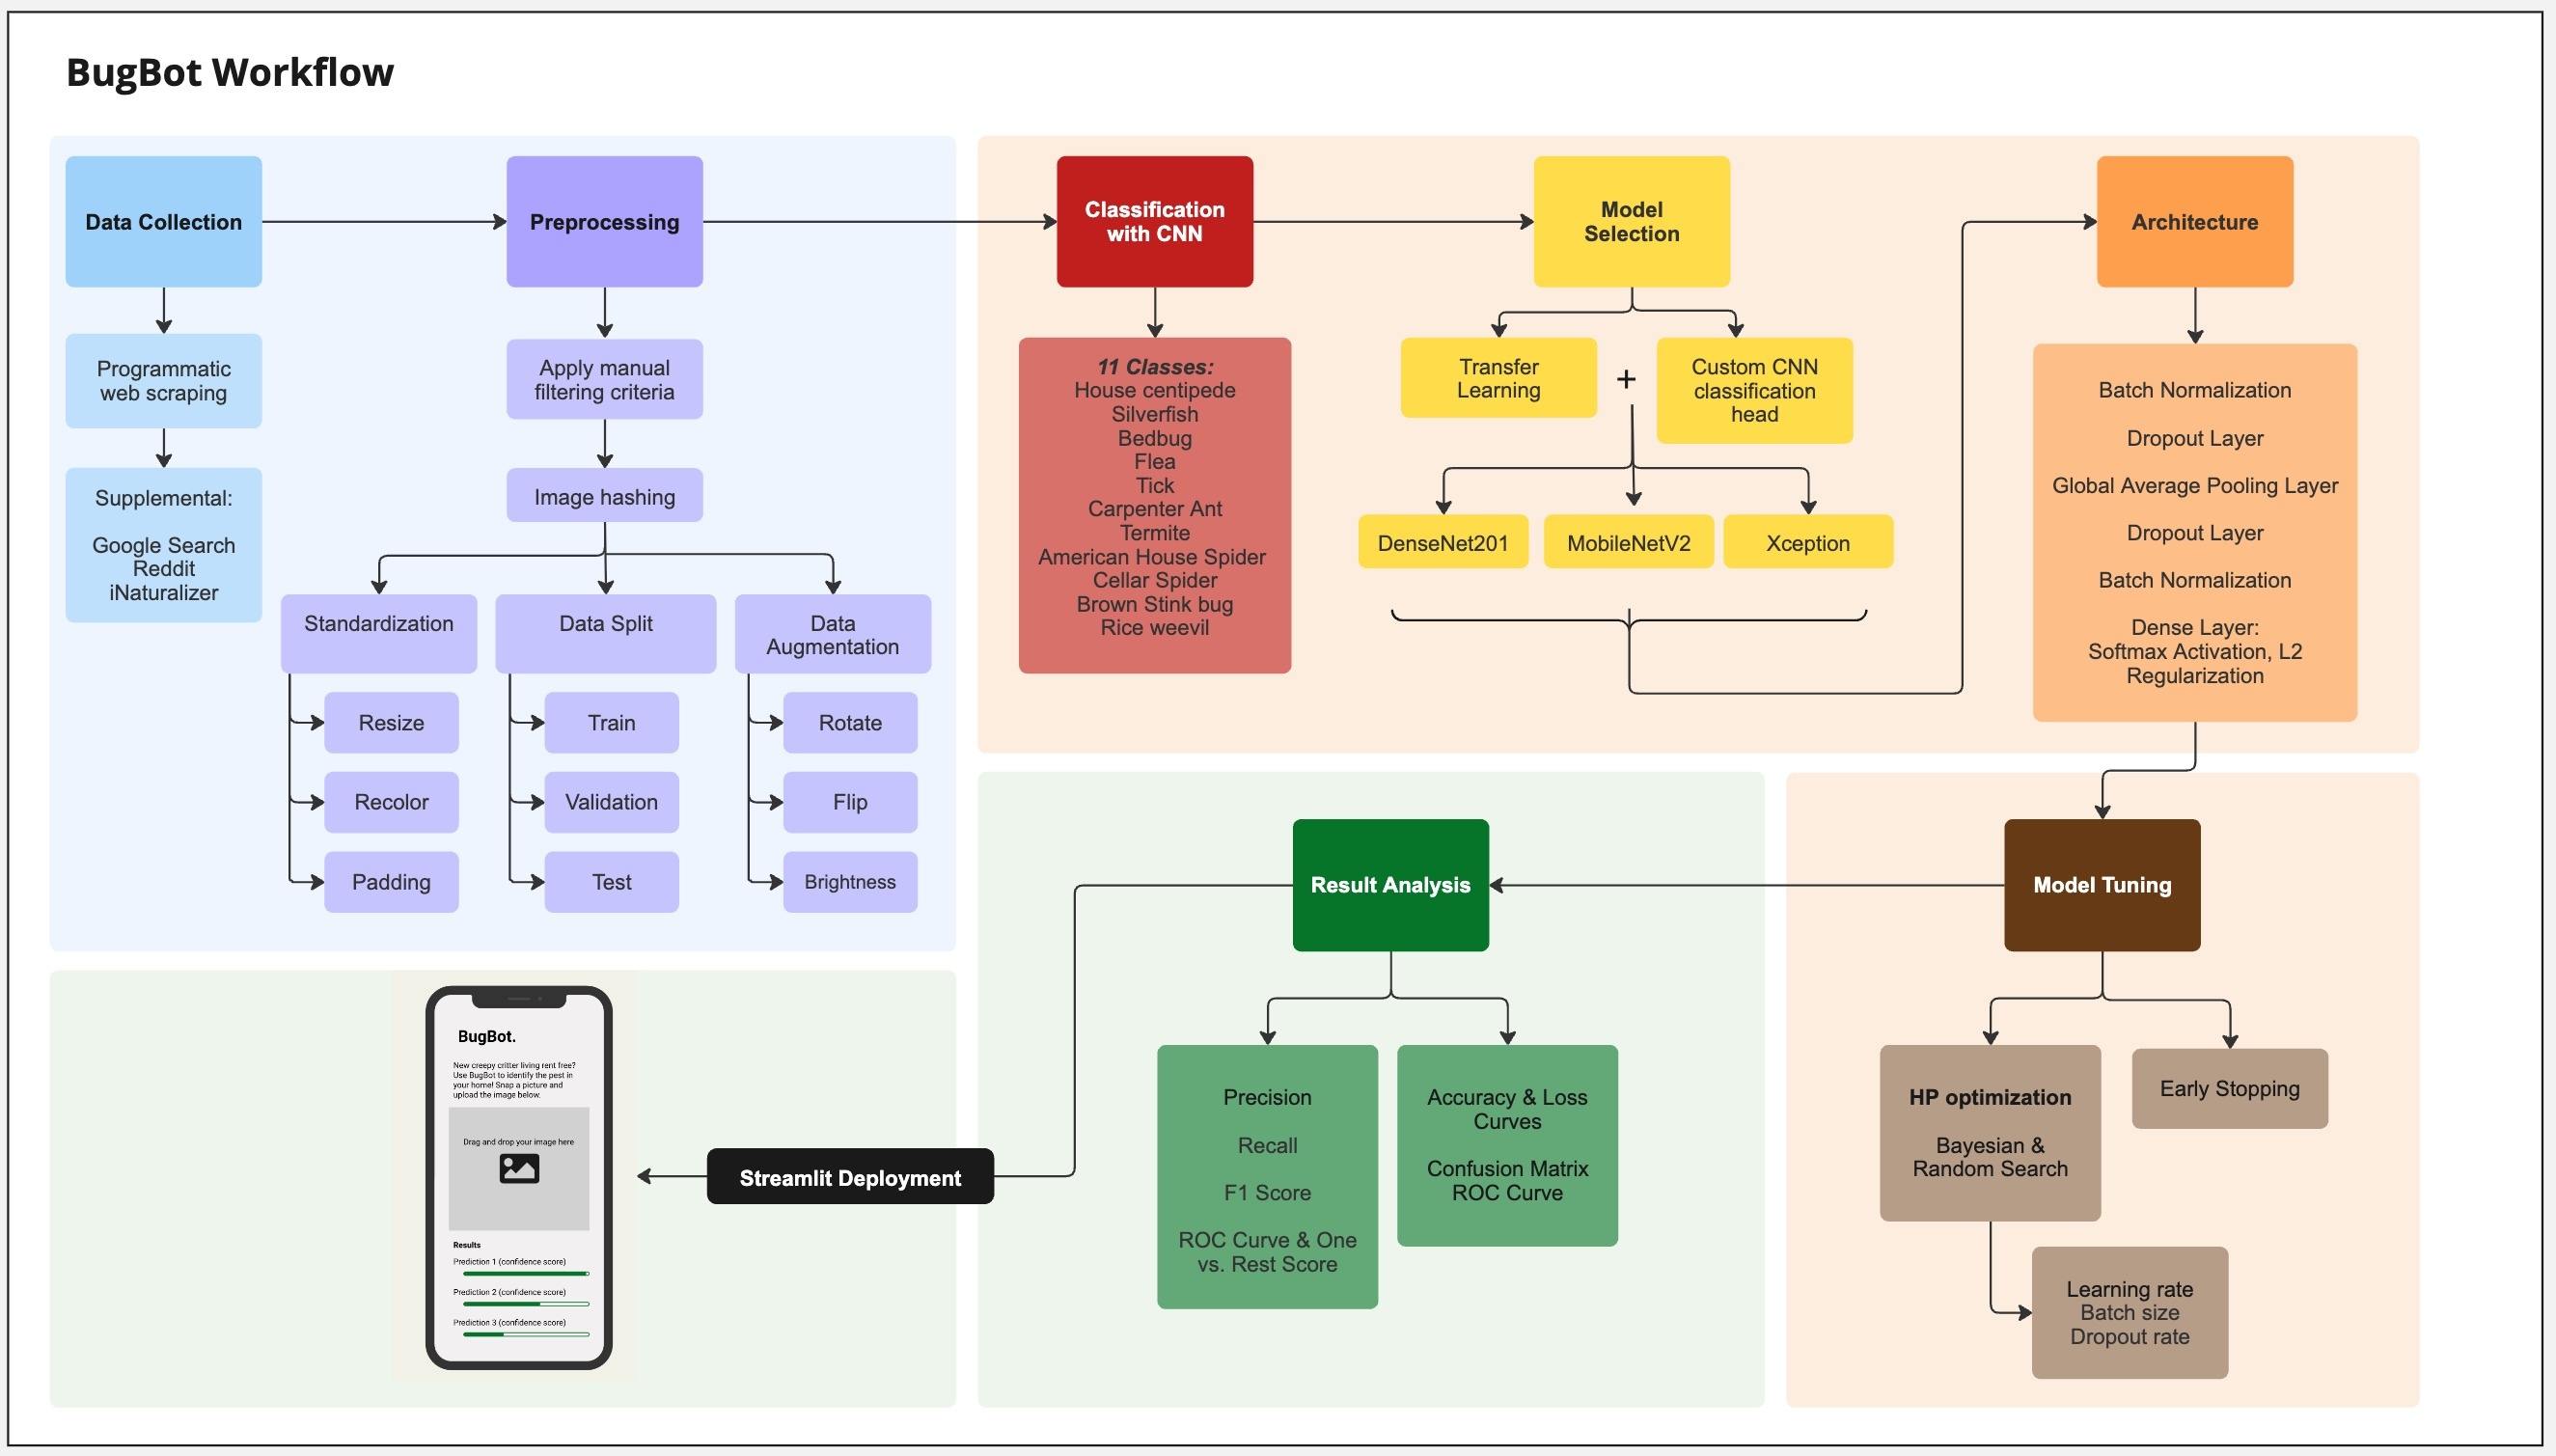 BugBot Workflow
Data Collection
Programmatic
web scraping
Supplemental:
Google Search
Reddit
iNaturalizer
Preprocessing
Apply manual
filtering criteria
Image hashing
Standardization
Resize
Recolor
Padding
Data Split
Train
Validation
Test
Data
Augmentation
Rotate
Flip
Brightness
Classification
with CNN
11 Classes:
House centipede
Silverfish
Bedbug
Flea
Tick
Carpenter Ant
Termite
American House Spider
Cellar Spider
Brown Stink bug
Rice weevil
Model
Selection
Transfer
Learning
+
Custom CNN
classification
head
DenseNet201
MobileNetV2
Xception
Architecture
Batch Normalization
Dropout Layer
Global Average Pooling Layer
Dropout Layer
Batch Normalization
Dense Layer:
Softmax Activation, L2
Regularization
Model Tuning
HP optimization
Bayesian &
Random Search
Early Stopping
Learning rate
Batch size
Dropout rate
Result Analysis
Precision
Recall
F1 Score
ROC Curve & One
vs. Rest Score
Accuracy & Loss
Curves
Confusion Matrix
ROC Curve
Streamlit Deployment
BugBot.
New creepy critter living rent free?
Use BugBot to identify the pest in
your home! Snap a picture and
upload the image below.
Drag and drop your image here
Results
Prediction 1 (confidence score)
Prediction 2 (confidence score)
Prediction 3 (confidence score)